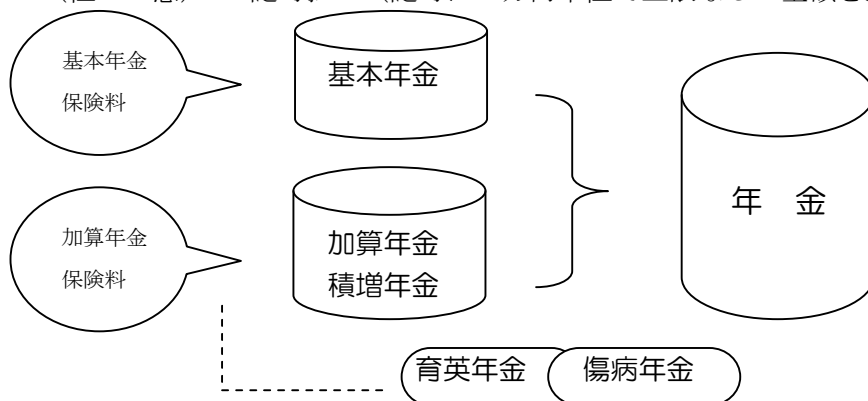 基本年金
保険料
基本年金
年　金
加算年金
保険料
加算年金
積増年金
育英年金
傷病年金